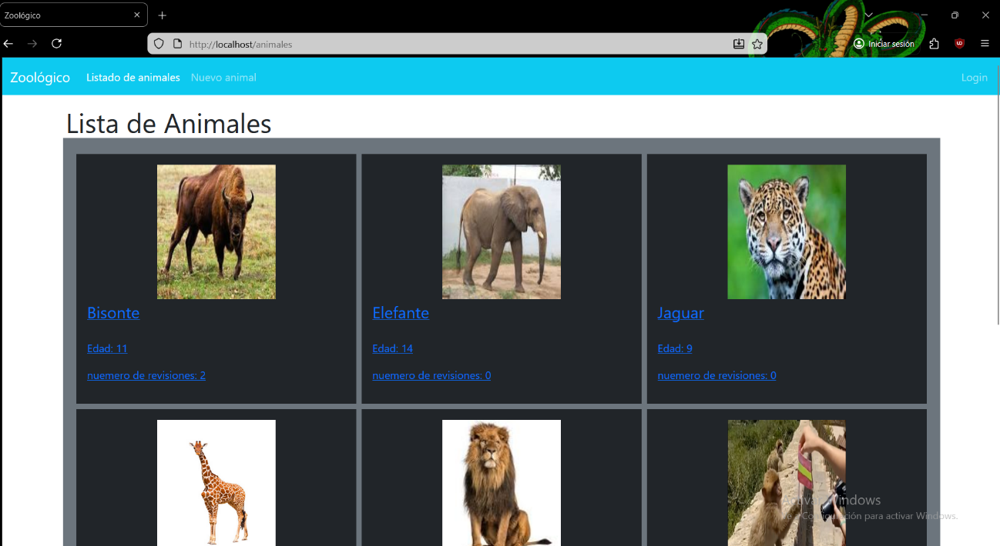 Zoológico
http://localhost/animales
Iniciar sesión
Zoológico Listado de animales Nuevo animal Login
Lista de Animales
Bisonte
Edad: 11
nuemero de revisiones: 2
Elefante
Edad: 14
nuemero de revisiones: 0
Jaguar
Edad: 9
nuemero de revisiones: 0
Activar Windows
Configuración para activar Windows.